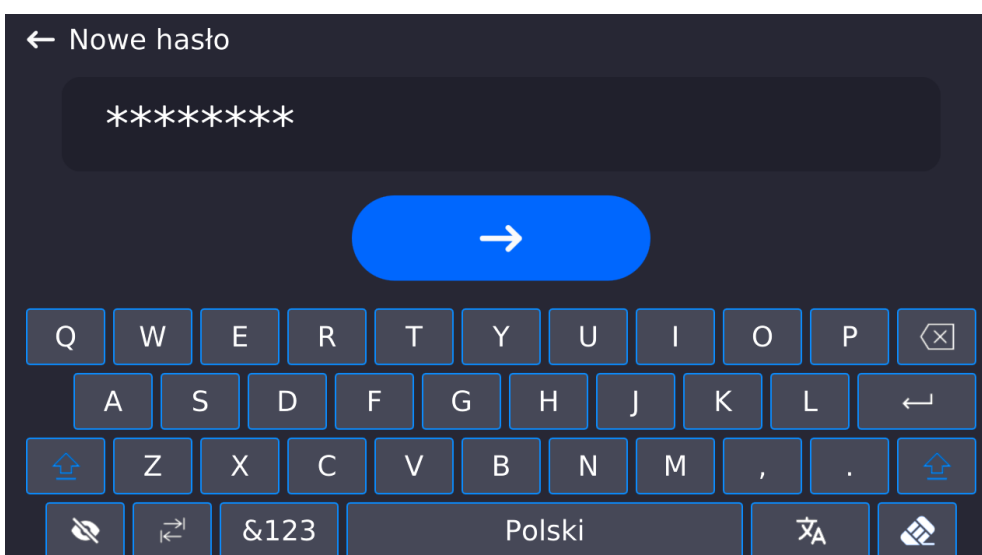 ← Nowe hasło
********
→
Q W E R T Y U I O P
A S D F G H J K L
Z X C V B N M , .
&123 Polski